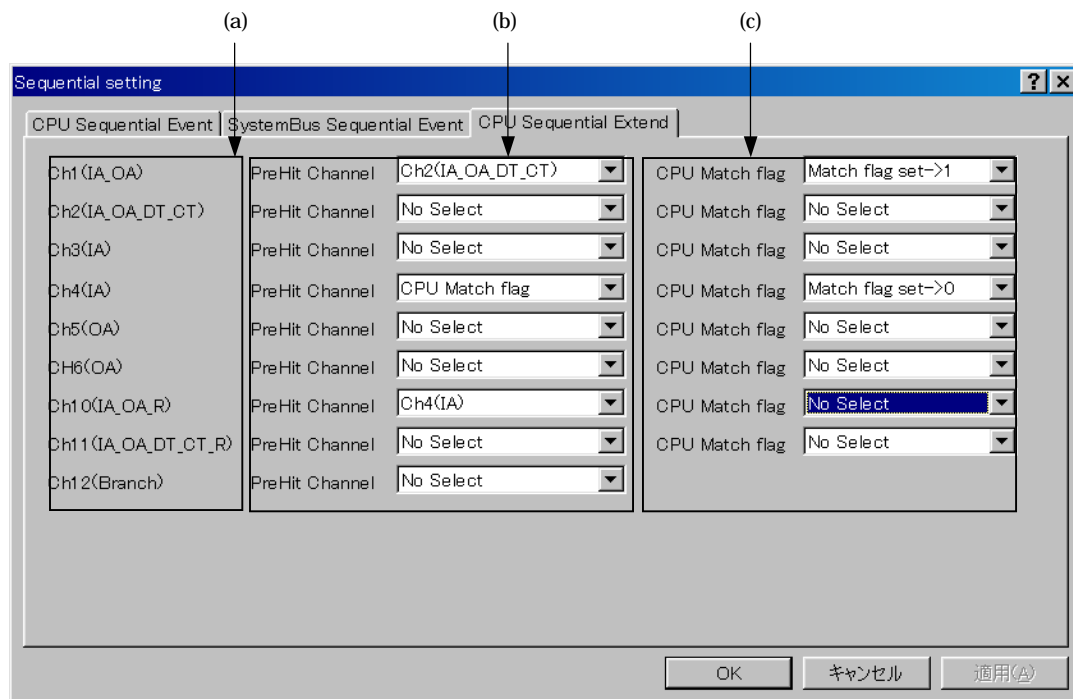 (a) (b) (c)
Sequential setting
CPU Sequential Event SystemBus Sequential Event CPU Sequential Extend
Ch1(IA_OA) PreHit Channel Ch2(IA_OA_DT_CT) CPU Match flag Match flag set->1
Ch2(IA_OA_DT_CT) PreHit Channel No Select CPU Match flag No Select
Ch3(IA) PreHit Channel No Select CPU Match flag No Select
Ch4(IA) PreHit Channel CPU Match flag CPU Match flag Match flag set->0
Ch5(OA) PreHit Channel No Select CPU Match flag No Select
CH6(OA) PreHit Channel No Select CPU Match flag No Select
Ch10(IA_OA_R) PreHit Channel Ch4(IA) CPU Match flag No Select
Ch11(IA_OA_DT_CT_R) PreHit Channel No Select CPU Match flag No Select
Ch12(Branch) PreHit Channel No Select
OK キャンセル 適用(A)